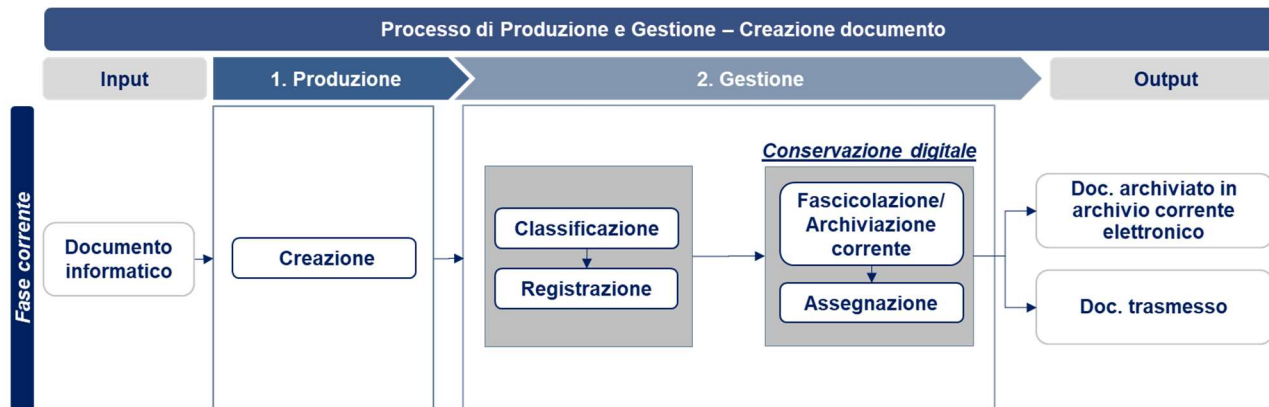 Processo di Produzione e Gestione – Creazione documento
Input
1. Produzione
2. Gestione
Output
Fase corrente
Documento
informatico
Creazione
Classificazione
Registrazione
Conservazione digitale
Fascicolazione/
Archiviazione
corrente
Assegnazione
Doc. archiviato in
archivio corrente
elettronico
Doc. trasmesso